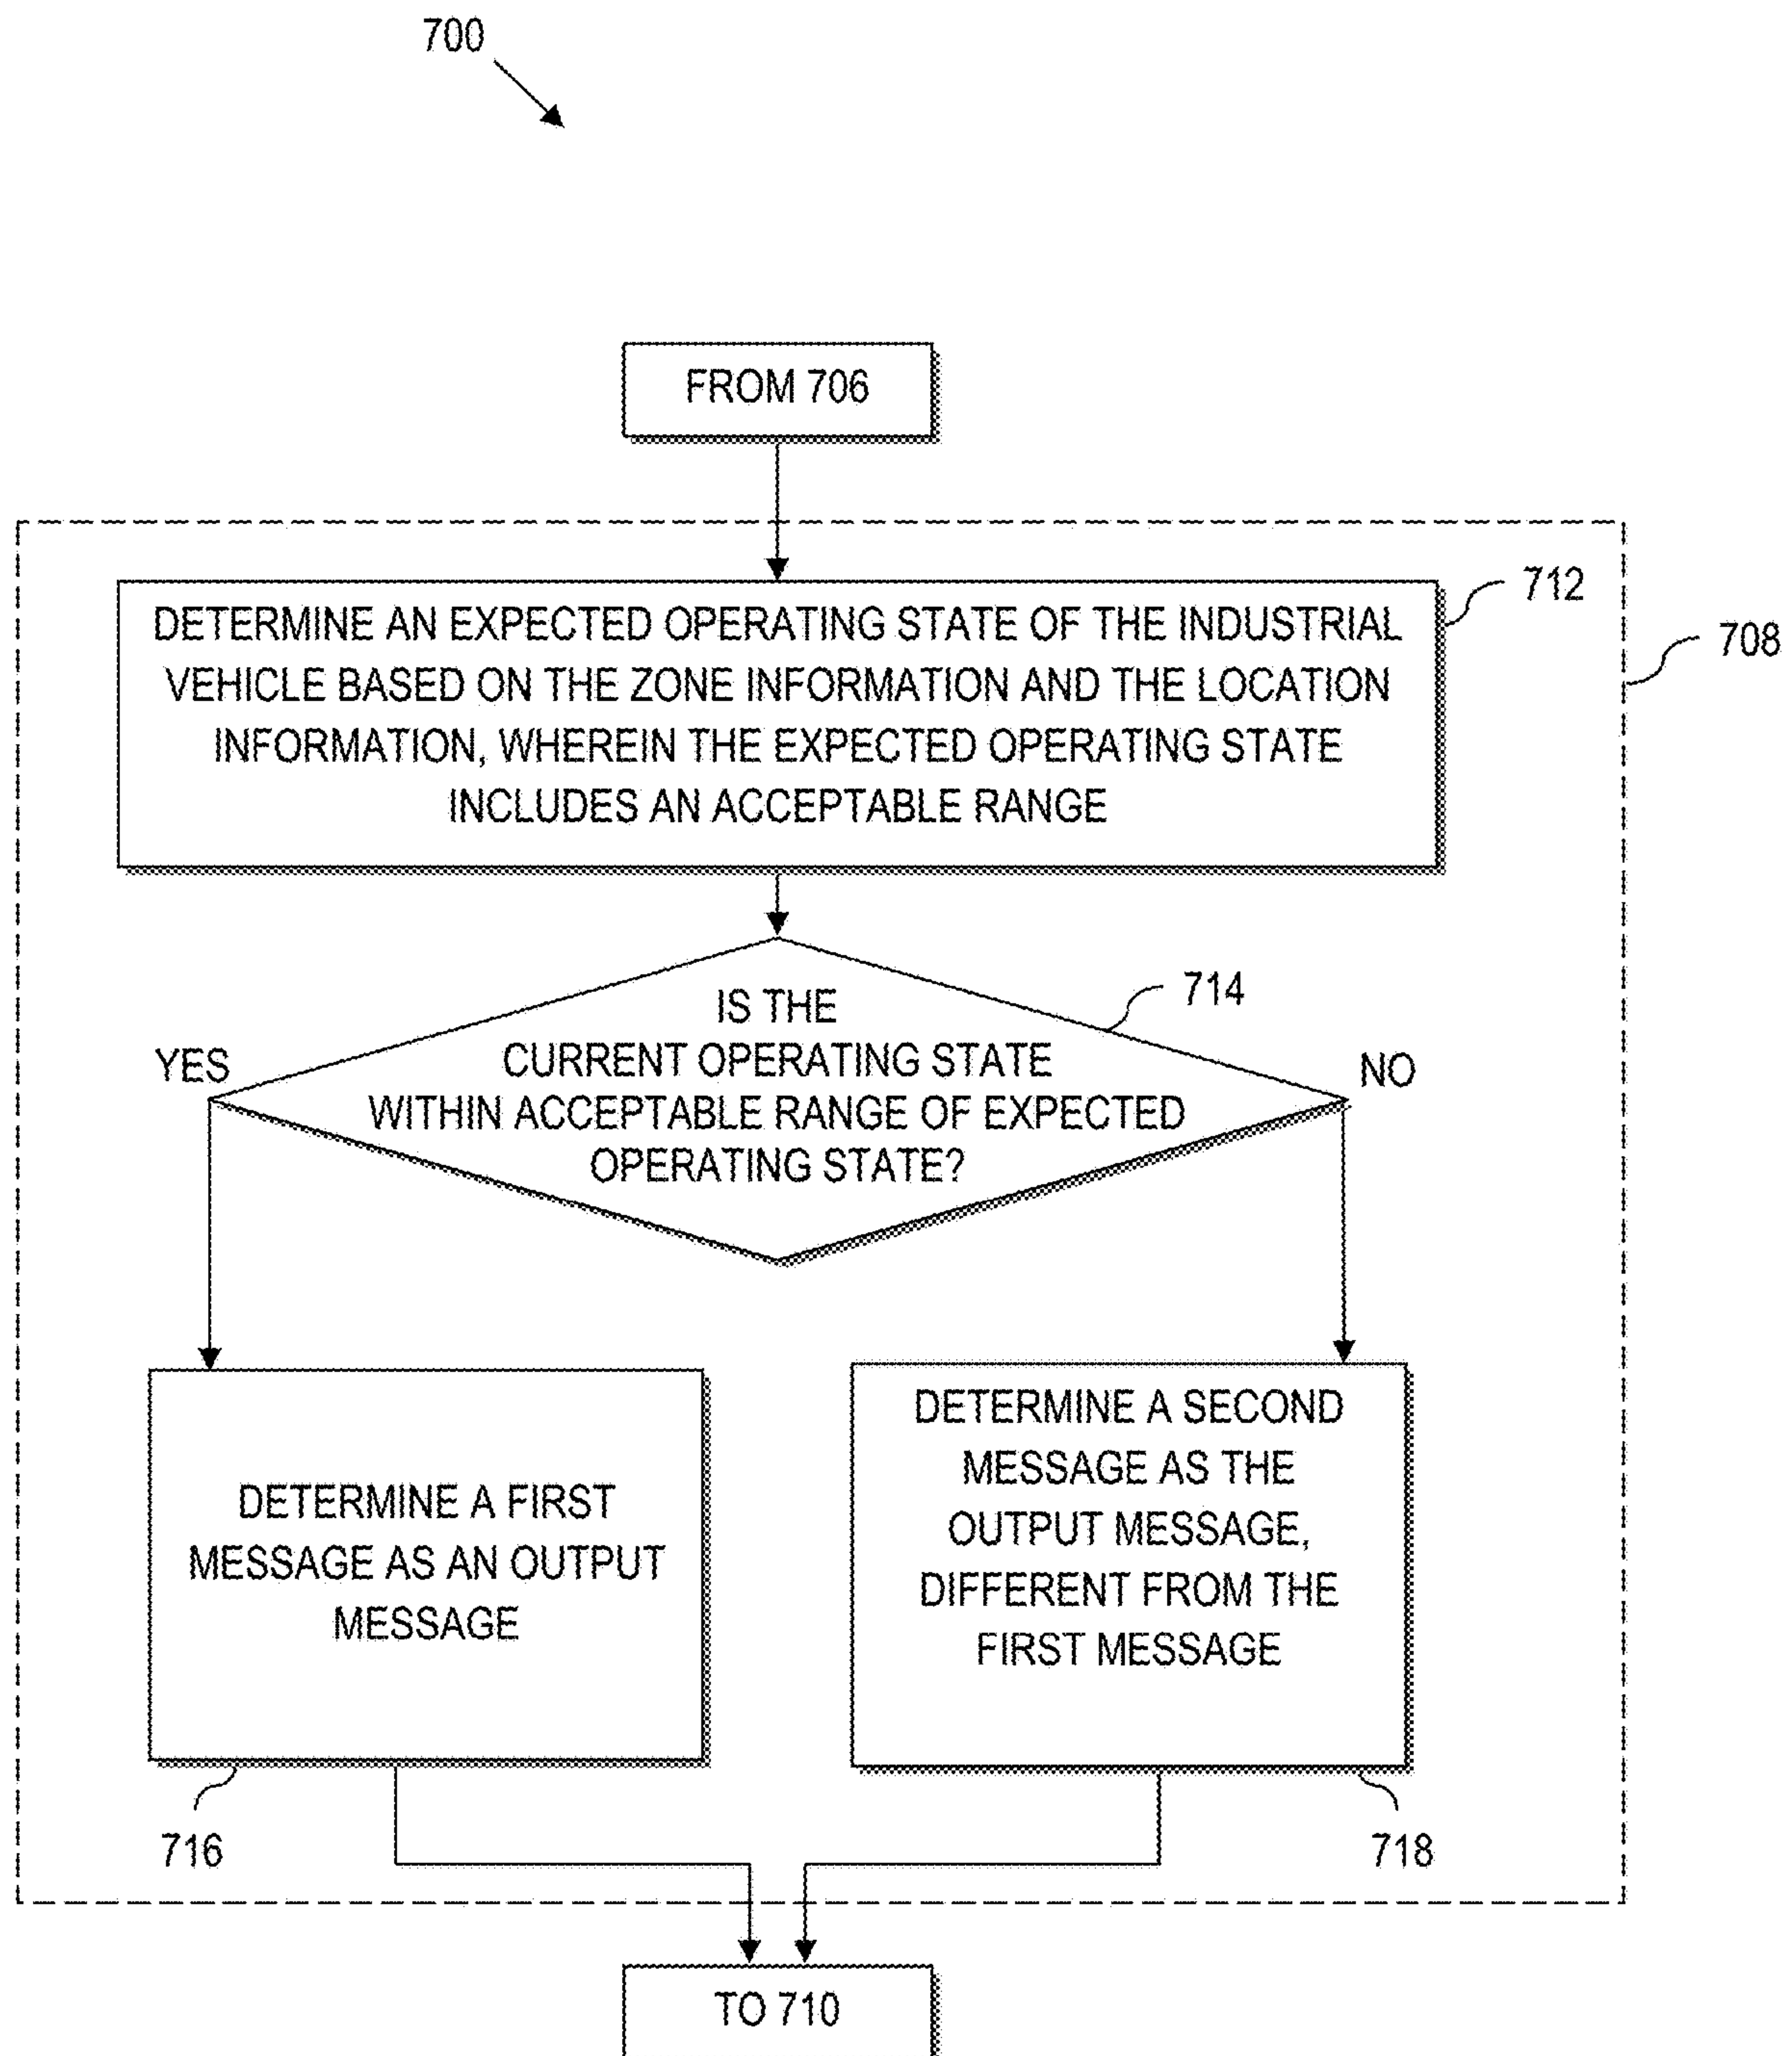 700
FROM 706
712
708
DETERMINE AN EXPECTED OPERATING STATE OF THE INDUSTRIAL
VEHICLE BASED ON THE ZONE INFORMATION AND THE LOCATION
INFORMATION, WHEREIN THE EXPECTED OPERATING STATE
INCLUDES AN ACCEPTABLE RANGE
714
IS THE
CURRENT OPERATING STATE
WITHIN ACCEPTABLE RANGE OF EXPECTED
OPERATING STATE?
YES
NO
DETERMINE A FIRST
MESSAGE AS AN OUTPUT
MESSAGE
DETERMINE A SECOND
MESSAGE AS THE
OUTPUT MESSAGE,
DIFFERENT FROM THE
FIRST MESSAGE
716
718
TO 710